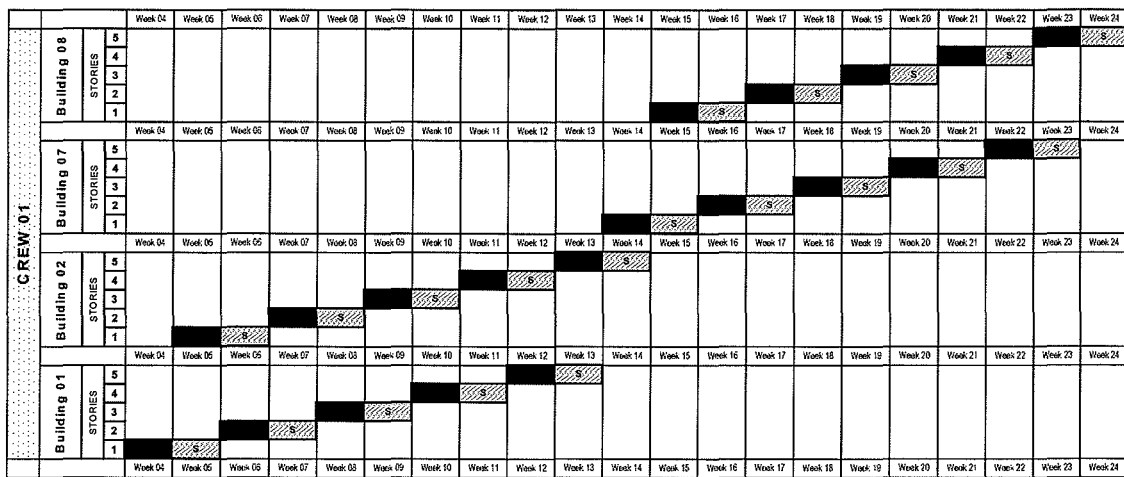 Week 04 Week 05 Week 06 Week 07 Week 08 Week 09 Week 10 Week 11 Week 12 Week 13 Week 14 Week 15 Week 16 Week 17 Week 18 Week 19 Week 20 Week 21 Week 22 Week 23 Week 24
CREW 01
Building 08
STORIES
5 S
4 S
3 S
2 S
1 S
Week 04 Week 05 Week 06 Week 07 Week 08 Week 09 Week 10 Week 11 Week 12 Week 13 Week 14 Week 15 Week 16 Week 17 Week 18 Week 19 Week 20 Week 21 Week 22 Week 23 Week 24
Building 07
STORIES
5 S
4 S
3 S
2 S
1 S
Week 04 Week 05 Week 06 Week 07 Week 08 Week 09 Week 10 Week 11 Week 12 Week 13 Week 14 Week 15 Week 16 Week 17 Week 18 Week 19 Week 20 Week 21 Week 22 Week 23 Week 24
Building 02
STORIES
5 S
4 S
3 S
2 S
1 S
Week 04 Week 05 Week 06 Week 07 Week 08 Week 09 Week 10 Week 11 Week 12 Week 13 Week 14 Week 15 Week 16 Week 17 Week 18 Week 19 Week 20 Week 21 Week 22 Week 23 Week 24
Building 01
STORIES
5 S
4 S
3 S
2 S
1 S
Week 04 Week 05 Week 06 Week 07 Week 08 Week 09 Week 10 Week 11 Week 12 Week 13 Week 14 Week 15 Week 16 Week 17 Week 18 Week 19 Week 20 Week 21 Week 22 Week 23 Week 24